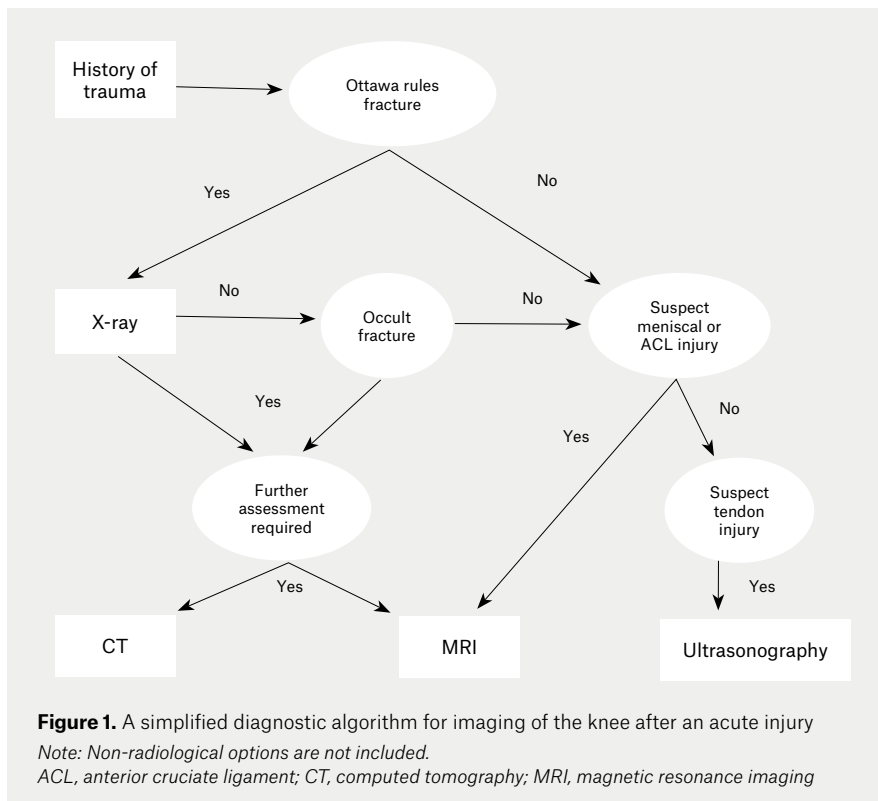 History of
trauma
Ottawa rules
fracture
Yes
No
X-ray
No
Occult
fracture
No
Suspect
meniscal or
ACL injury
Yes
Yes
No
Further
assessment
required
Suspect
tendon
injury
Yes
Yes
CT
MRI
Ultrasonography
Figure 1. A simplified diagnostic algorithm for imaging of the knee after an acute injury
Note: Non-radiological options are not included.
ACL, anterior cruciate ligament; CT, computed tomography; MRI, magnetic resonance imaging